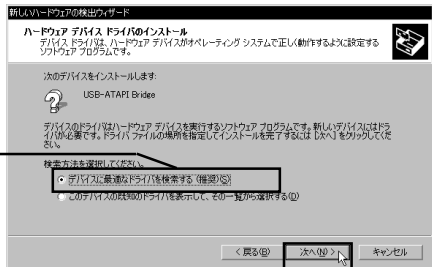 新しいハードウェアの検出ウィザード
ハードウェア デバイス ドライバのインストール
デバイス ドライバは、ハードウェア デバイスがオペレーティング システムで正しく動作するように設定する
ソフトウェア プログラムです。
次のデバイスをインストールします:
USB-ATAPI Bridge
デバイスのドライバはハードウェア デバイスを実行するソフトウェア プログラムです。新しいデバイスにはドラ
イバが必要です。ドライバ ファイルの場所を指定してインストールを完了するには [次へ] をクリックしてくだ
さい。
検索方法を選択してください。
デバイスに最適なドライバを検索する (推奨)(S)
このデバイスの既知のドライバを表示して、その一覧から選択する(D)
< 戻る(B)
次へ(N) >
キャンセル